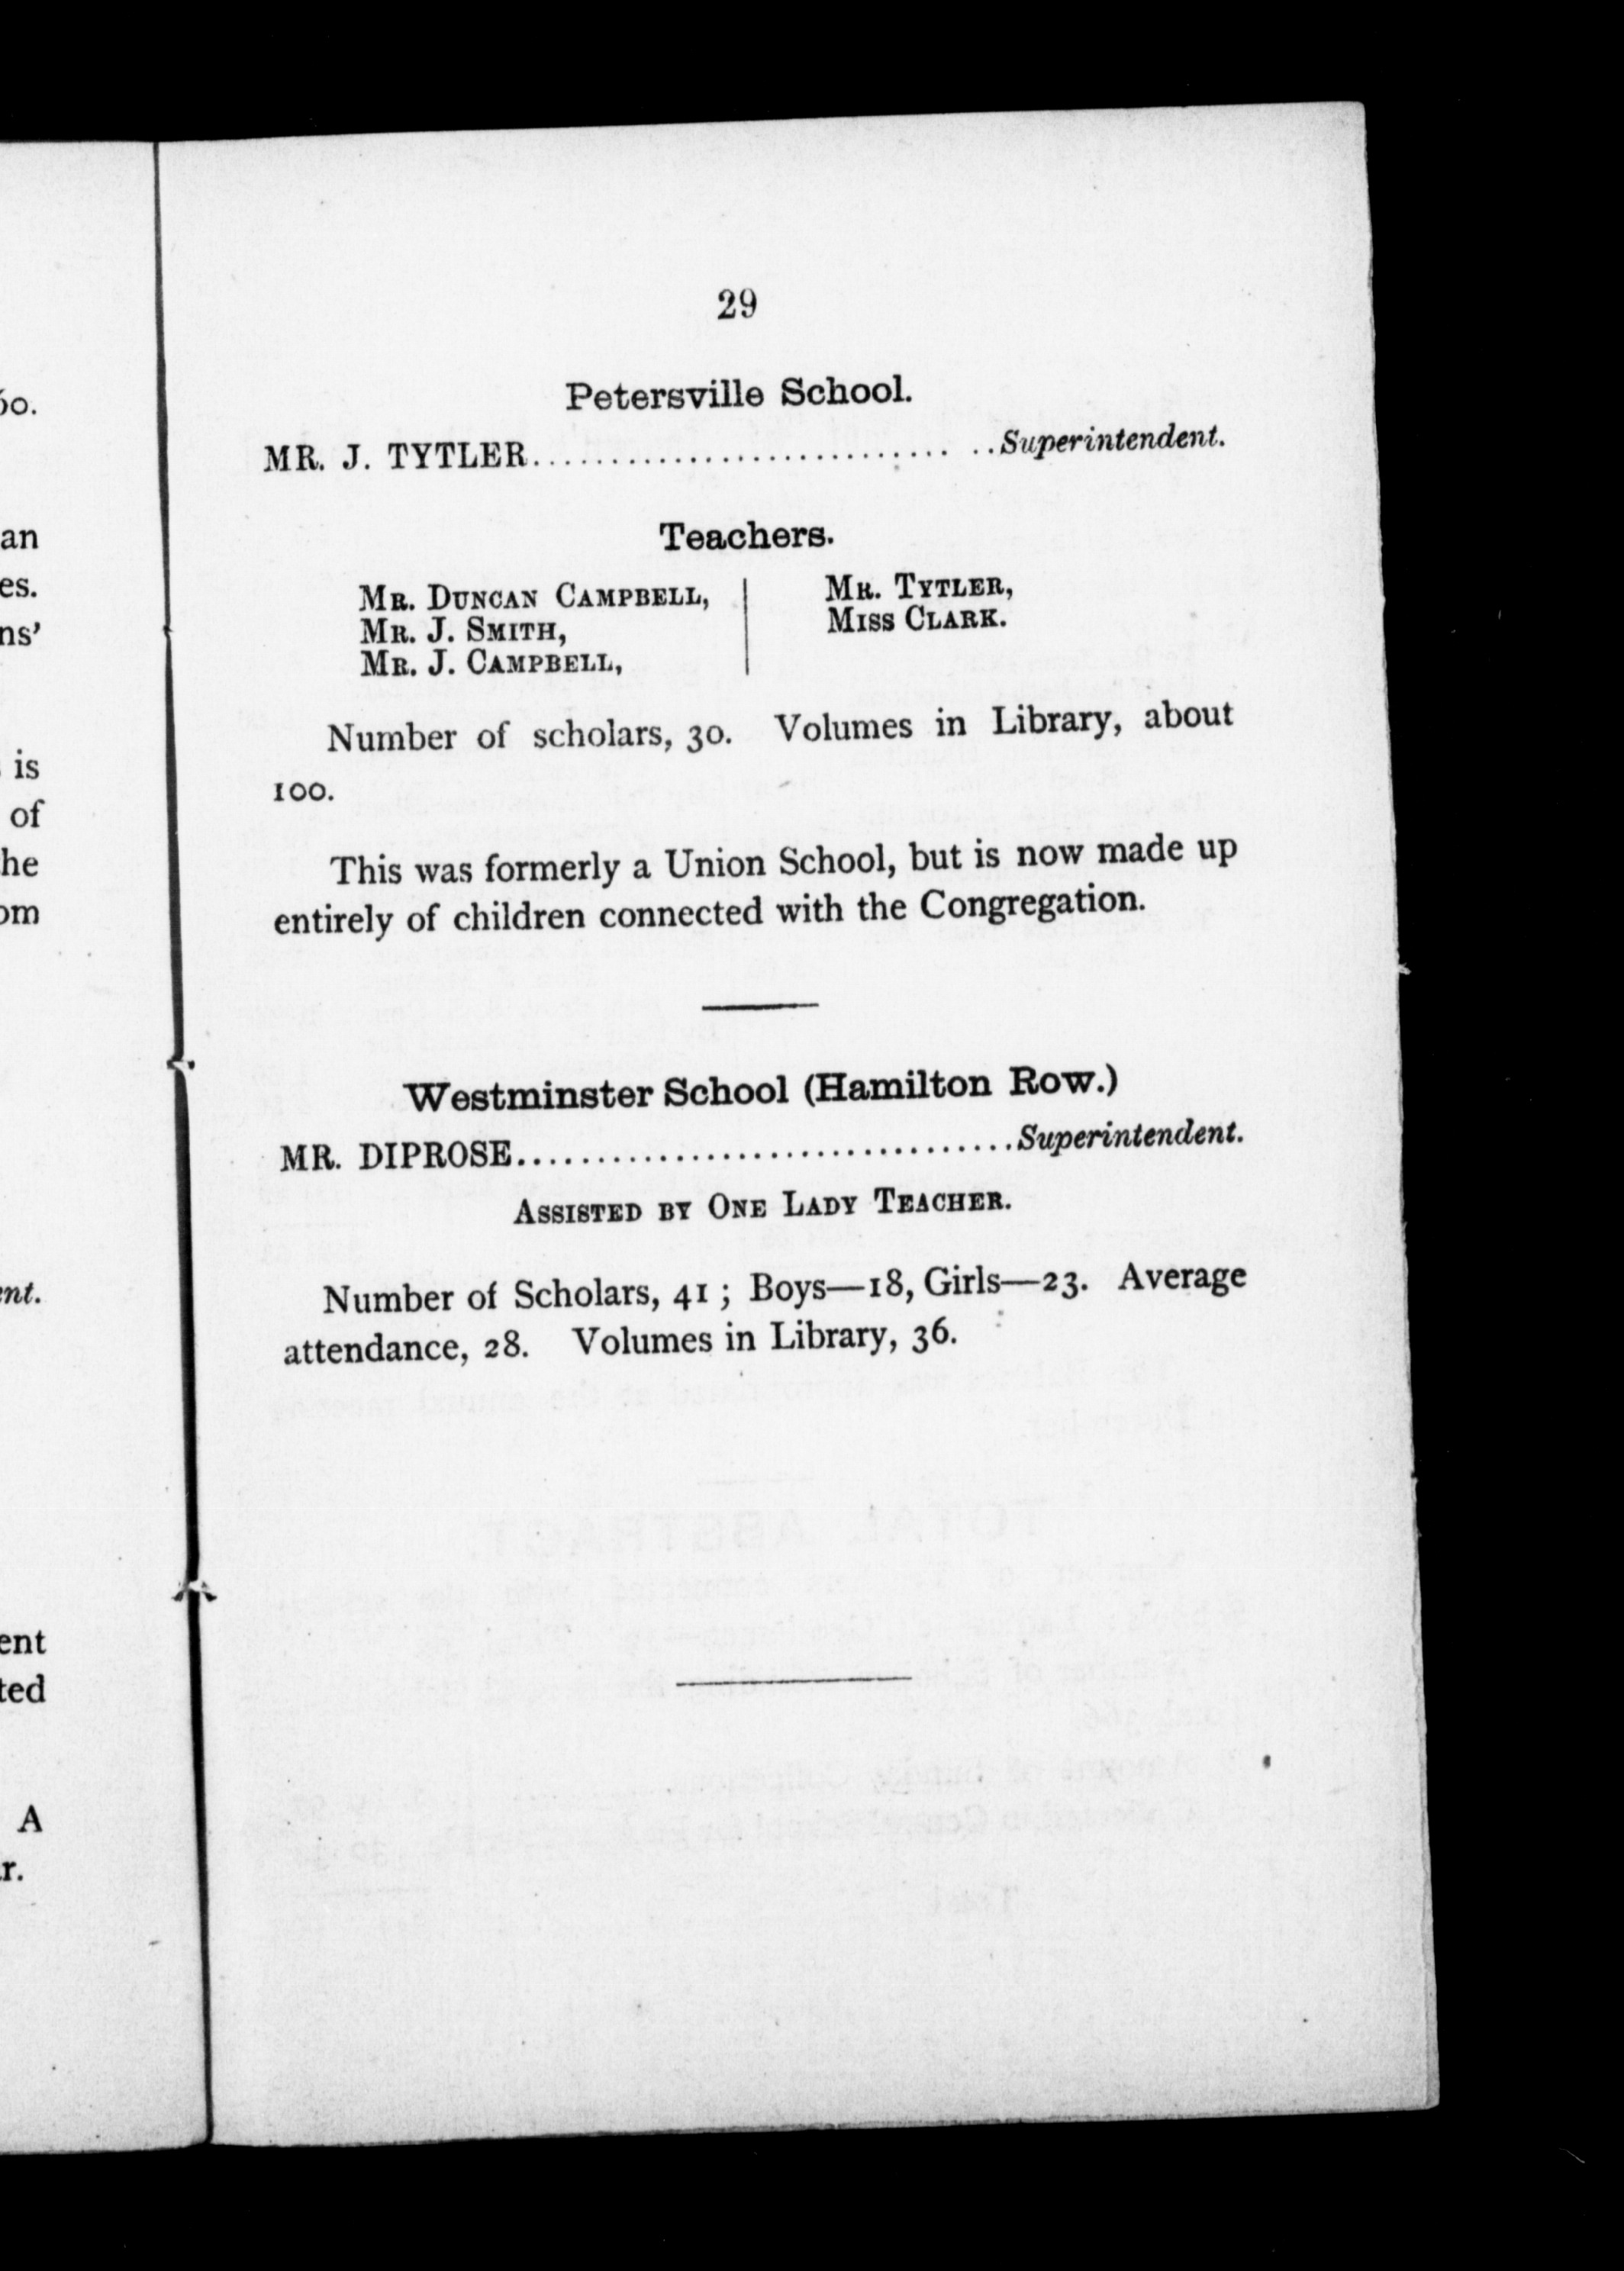 29
Petersville School.
MR. J. TYTLER.............................. ..Superintendent.
Teachers.
MR. DUNCAN CAMPBELL,
MR. J. SMITH,
MR. J. CAMPBELL,
MR. TYTLER,
MISS CLARK.
Number of scholars, 30. Volumes in Library, about
100.
This was formerly a Union School, but is now made up
entirely of children connected with the Congregation.
Westminster School (Hamilton Row.)
MR. DIPROSE..................................Superintendent.
ASSISTED BY ONE LADY TEACHER.
Number of Scholars, 41 ; Boys—18, Girls—23. Average
attendance, 28. Volumes in Library, 36.